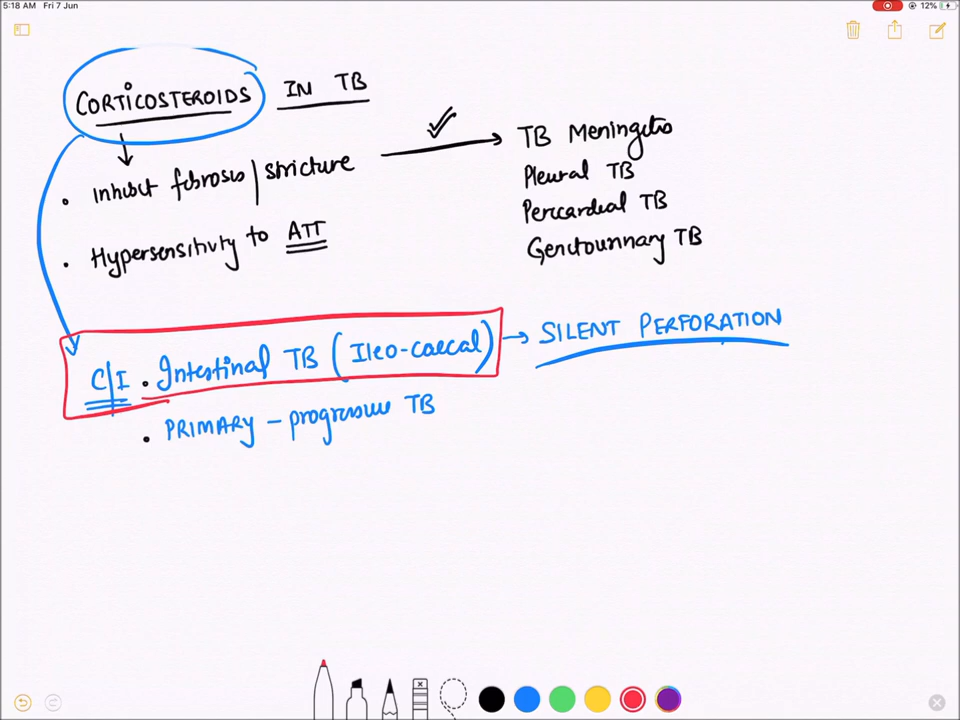 5:18 AM Fri 7 Jun
12%
CORTICOSTEROIDS IN TB
• Inhibit fibrosis | stricture
TB Meningitis
Pleural TB
Pericardial TB
Genitourinary TB
• Hypersensitivity to ATT
C/I • Intestinal TB (Ileo-caecal) → SILENT PERFORATION
• PRIMARY – progressive TB